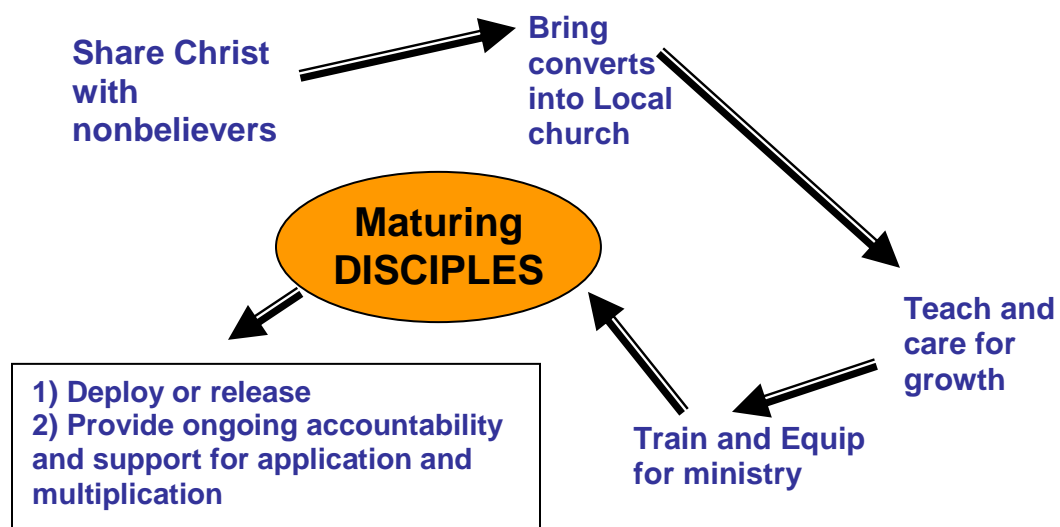 Share Christ
with
nonbelievers
Bring
converts
into Local
church
Teach and
care for
growth
Train and Equip
for ministry
Maturing
DISCIPLES
1) Deploy or release
2) Provide ongoing accountability
and support for application and
multiplication